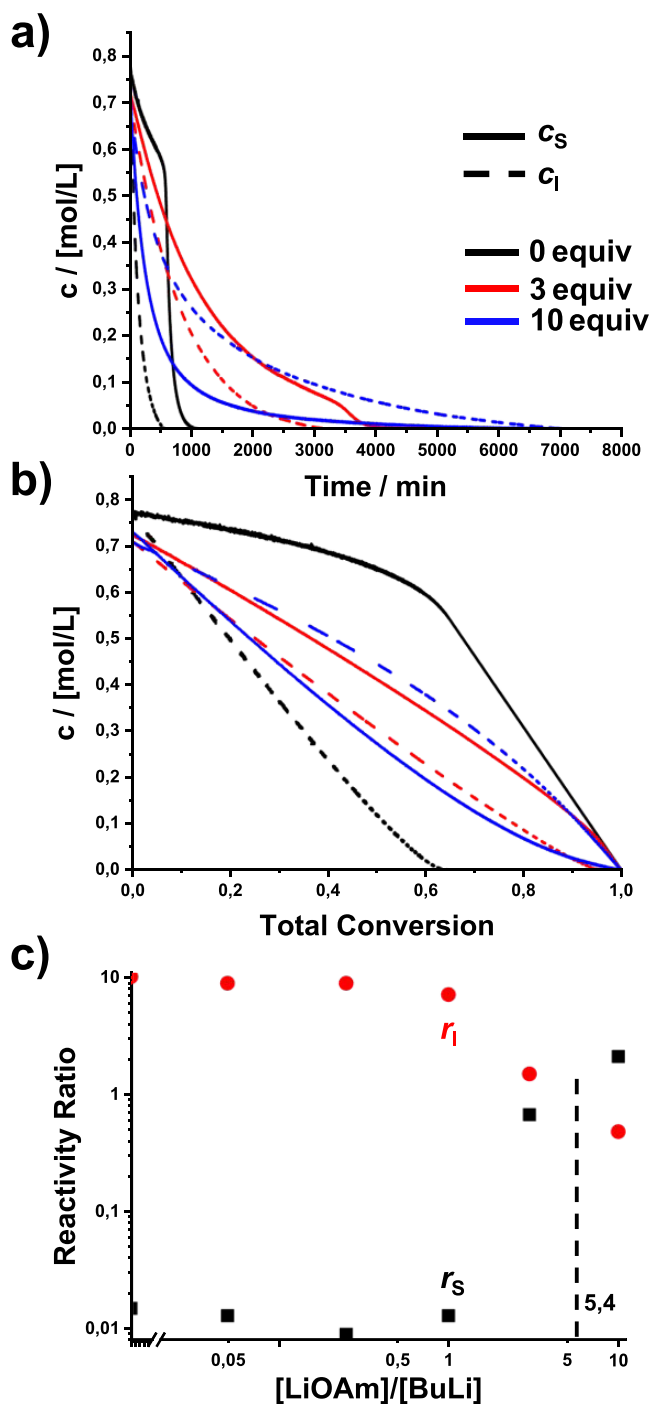 a)
0,8
0,7
0,6
0,5
0,4
0,3
0,2
0,1
0,0
c / [mol/L]
cS
cI
0 equiv
3 equiv
10 equiv
0 1000 2000 3000 4000 5000 6000 7000 8000
Time / min
b)
0,8
0,7
0,6
0,5
0,4
0,3
0,2
0,1
0,0
c / [mol/L]
0,0 0,2 0,4 0,6 0,8 1,0
Total Conversion
c)
10
1
0,1
0,01
Reactivity Ratio
rI
rS
5,4
0,05 0,5 1 5 10
[LiOAm]/[BuLi]